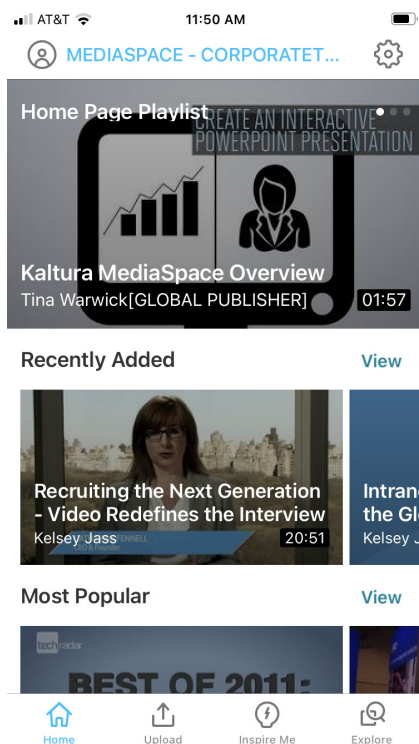 AT&T
11:50 AM
MEDIASPACE - CORPORATET...
Home Page Playlist
CREATE AN INTERACTIVE
POWERPOINT PRESENTATION
Kaltura MediaSpace Overview
Tina Warwick[GLOBAL PUBLISHER]
01:57
Recently Added
View
Recruiting the Next Generation
- Video Redefines the Interview
Kelsey Jass
CEO & Founder
20:51
Intran
the Gl
Kelsey J
Most Popular
View
techradar
BEST OF 2011:
Home
Upload
Inspire Me
Explore